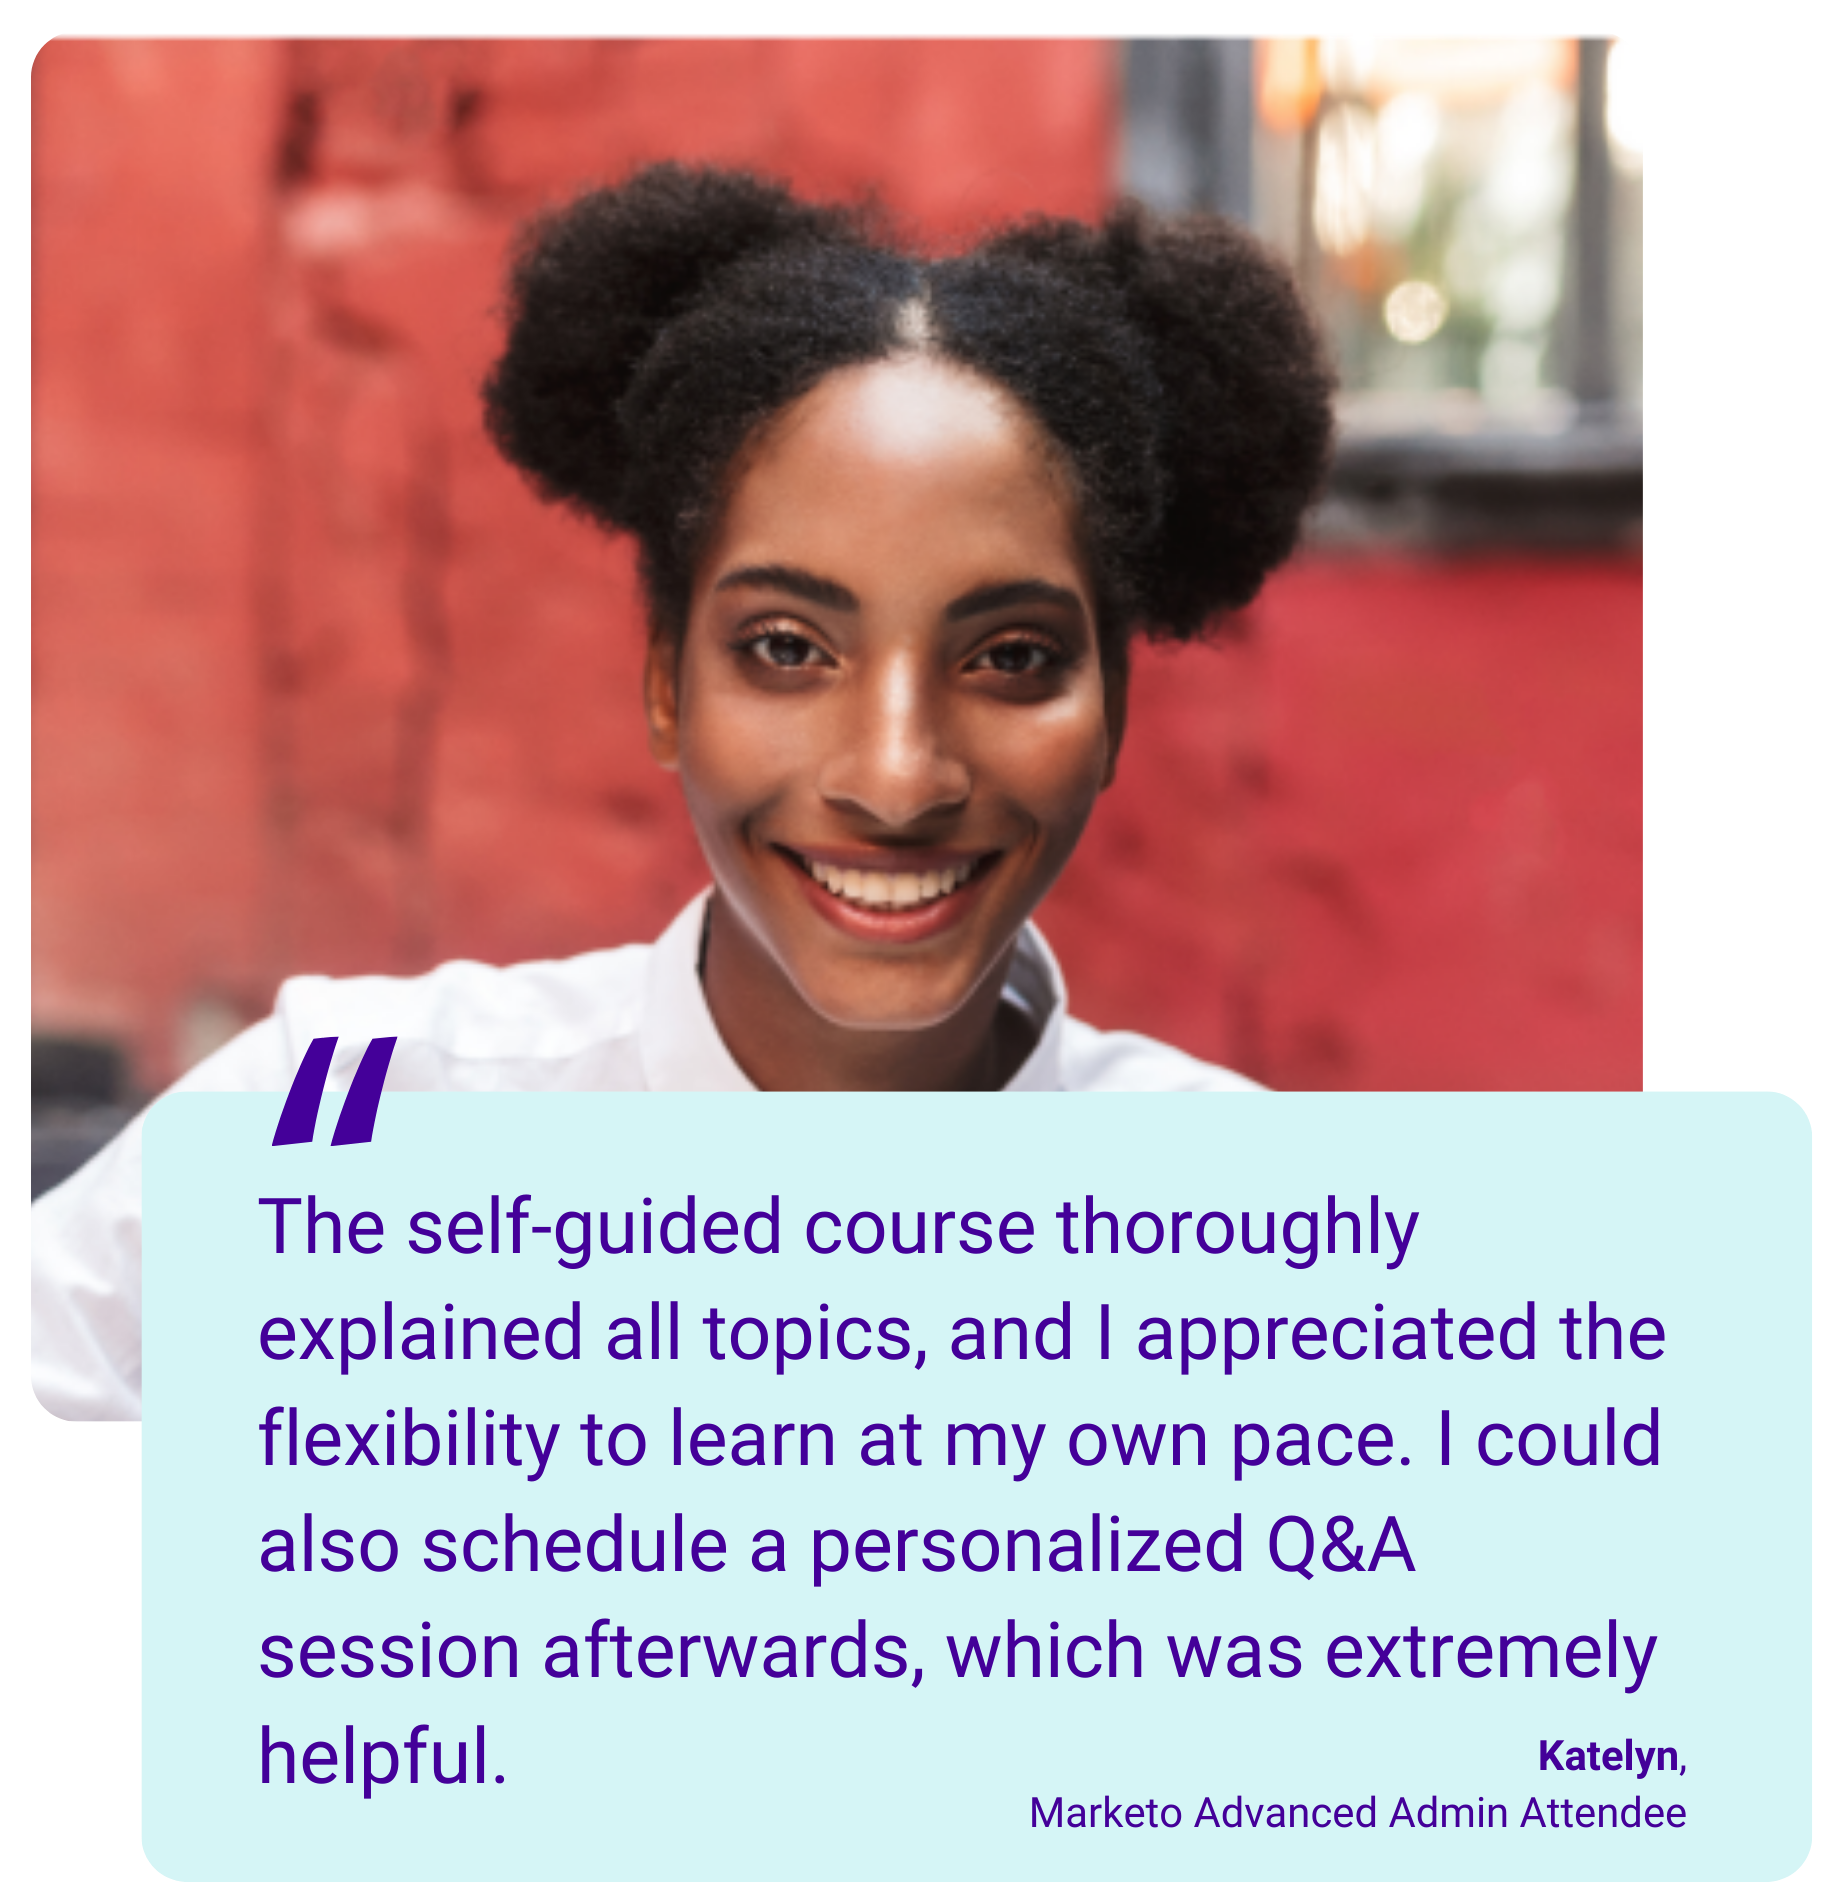 “
The self-guided course thoroughly
explained all topics, and I appreciated the
flexibility to learn at my own pace. I could
also schedule a personalized Q&A
session afterwards, which was extremely
helpful.
Katelyn,
Marketo Advanced Admin Attendee